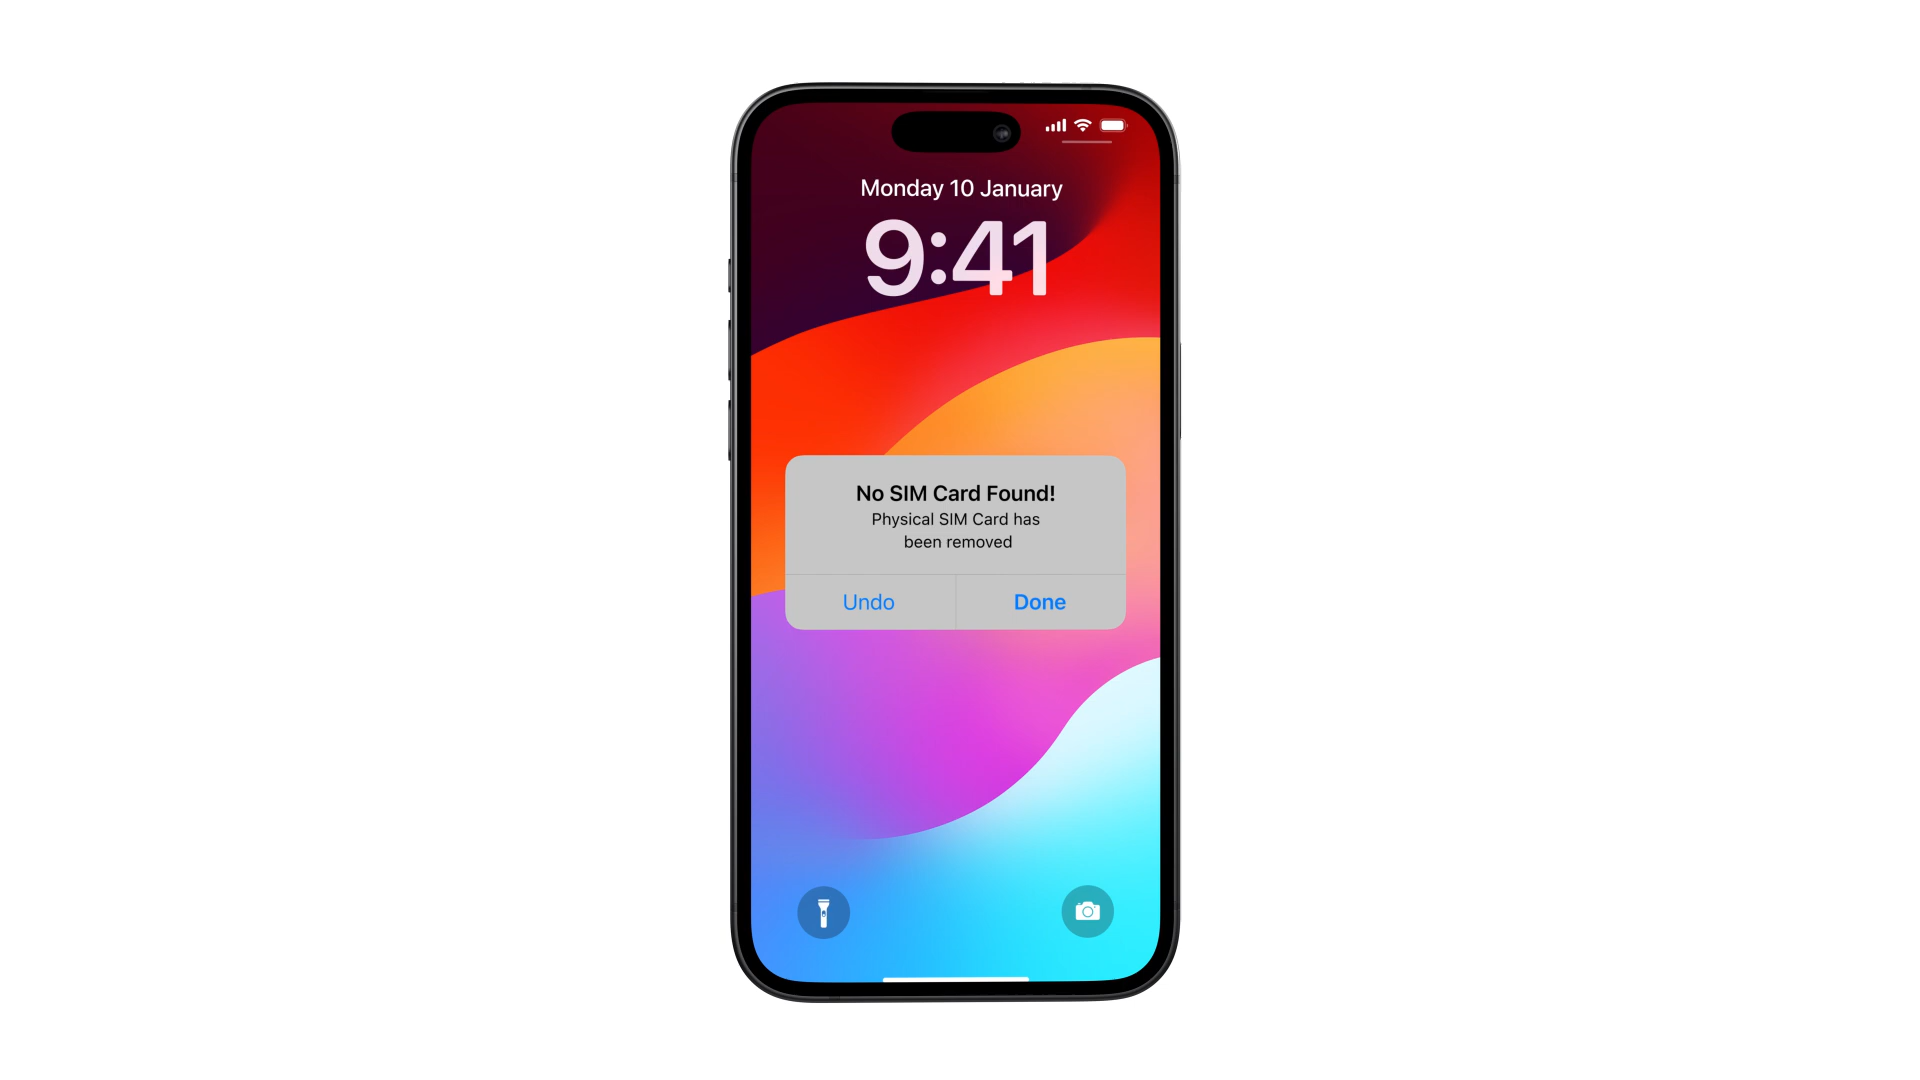 Monday 10 January
9:41
No SIM Card Found!
Physical SIM Card has
been removed
Undo
Done